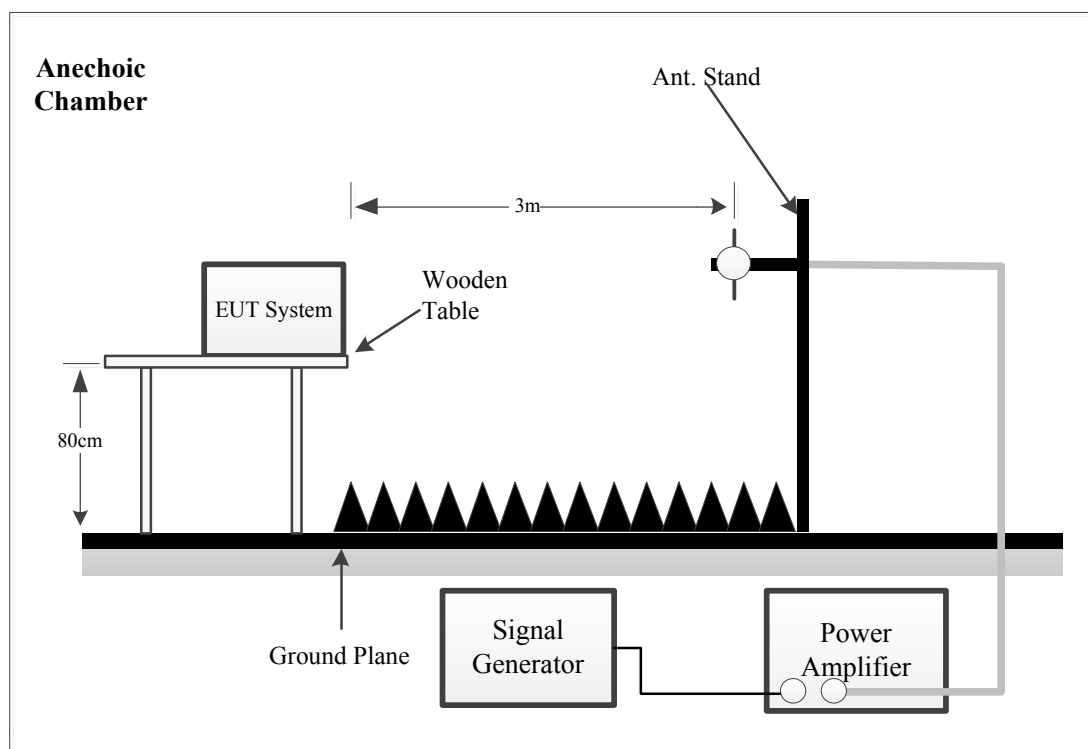 Anechoic
Chamber
Ant. Stand
3m
EUT System
Wooden
Table
80cm
Ground Plane
Signal
Generator
Power
Amplifier